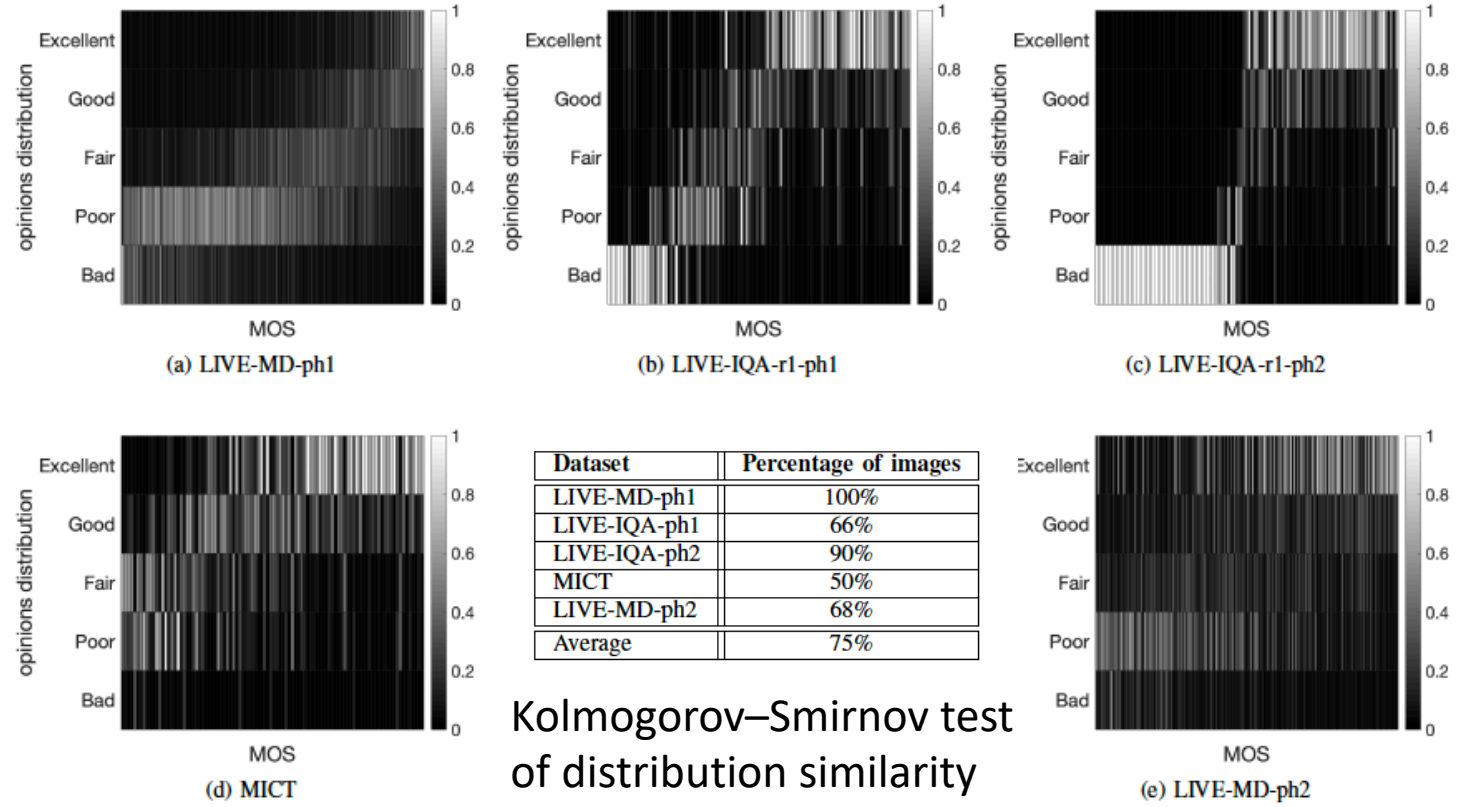 opinions distribution
Excellent
Good
Fair
Poor
Bad
1
0.8
0.6
0.4
0.2
0
MOS
(a) LIVE-MD-ph1
opinions distribution
Excellent
Good
Fair
Poor
Bad
1
0.8
0.6
0.4
0.2
0
MOS
(b) LIVE-IQA-r1-ph1
opinions distribution
Excellent
Good
Fair
Poor
Bad
1
0.8
0.6
0.4
0.2
0
MOS
(c) LIVE-IQA-r1-ph2
opinions distribution
Excellent
Good
Fair
Poor
Bad
1
0.8
0.6
0.4
0.2
0
MOS
(d) MICT
Dataset Percentage of images
LIVE-MD-ph1 100%
LIVE-IQA-ph1 66%
LIVE-IQA-ph2 90%
MICT 50%
LIVE-MD-ph2 68%
Average 75%
Kolmogorov–Smirnov test
of distribution similarity
Excellent
Good
Fair
Poor
Bad
1
0.8
0.6
0.4
0.2
0
MOS
(e) LIVE-MD-ph2